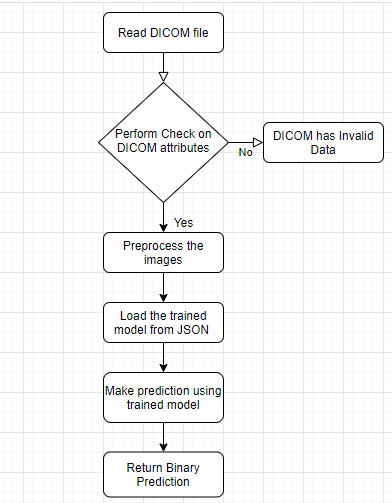 Read DICOM file
Perform Check on
DICOM attributes
No
DICOM has Invalid
Data
Yes
Preprocess the
images
Load the trained
model from JSON
Make prediction using
trained model
Return Binary
Prediction